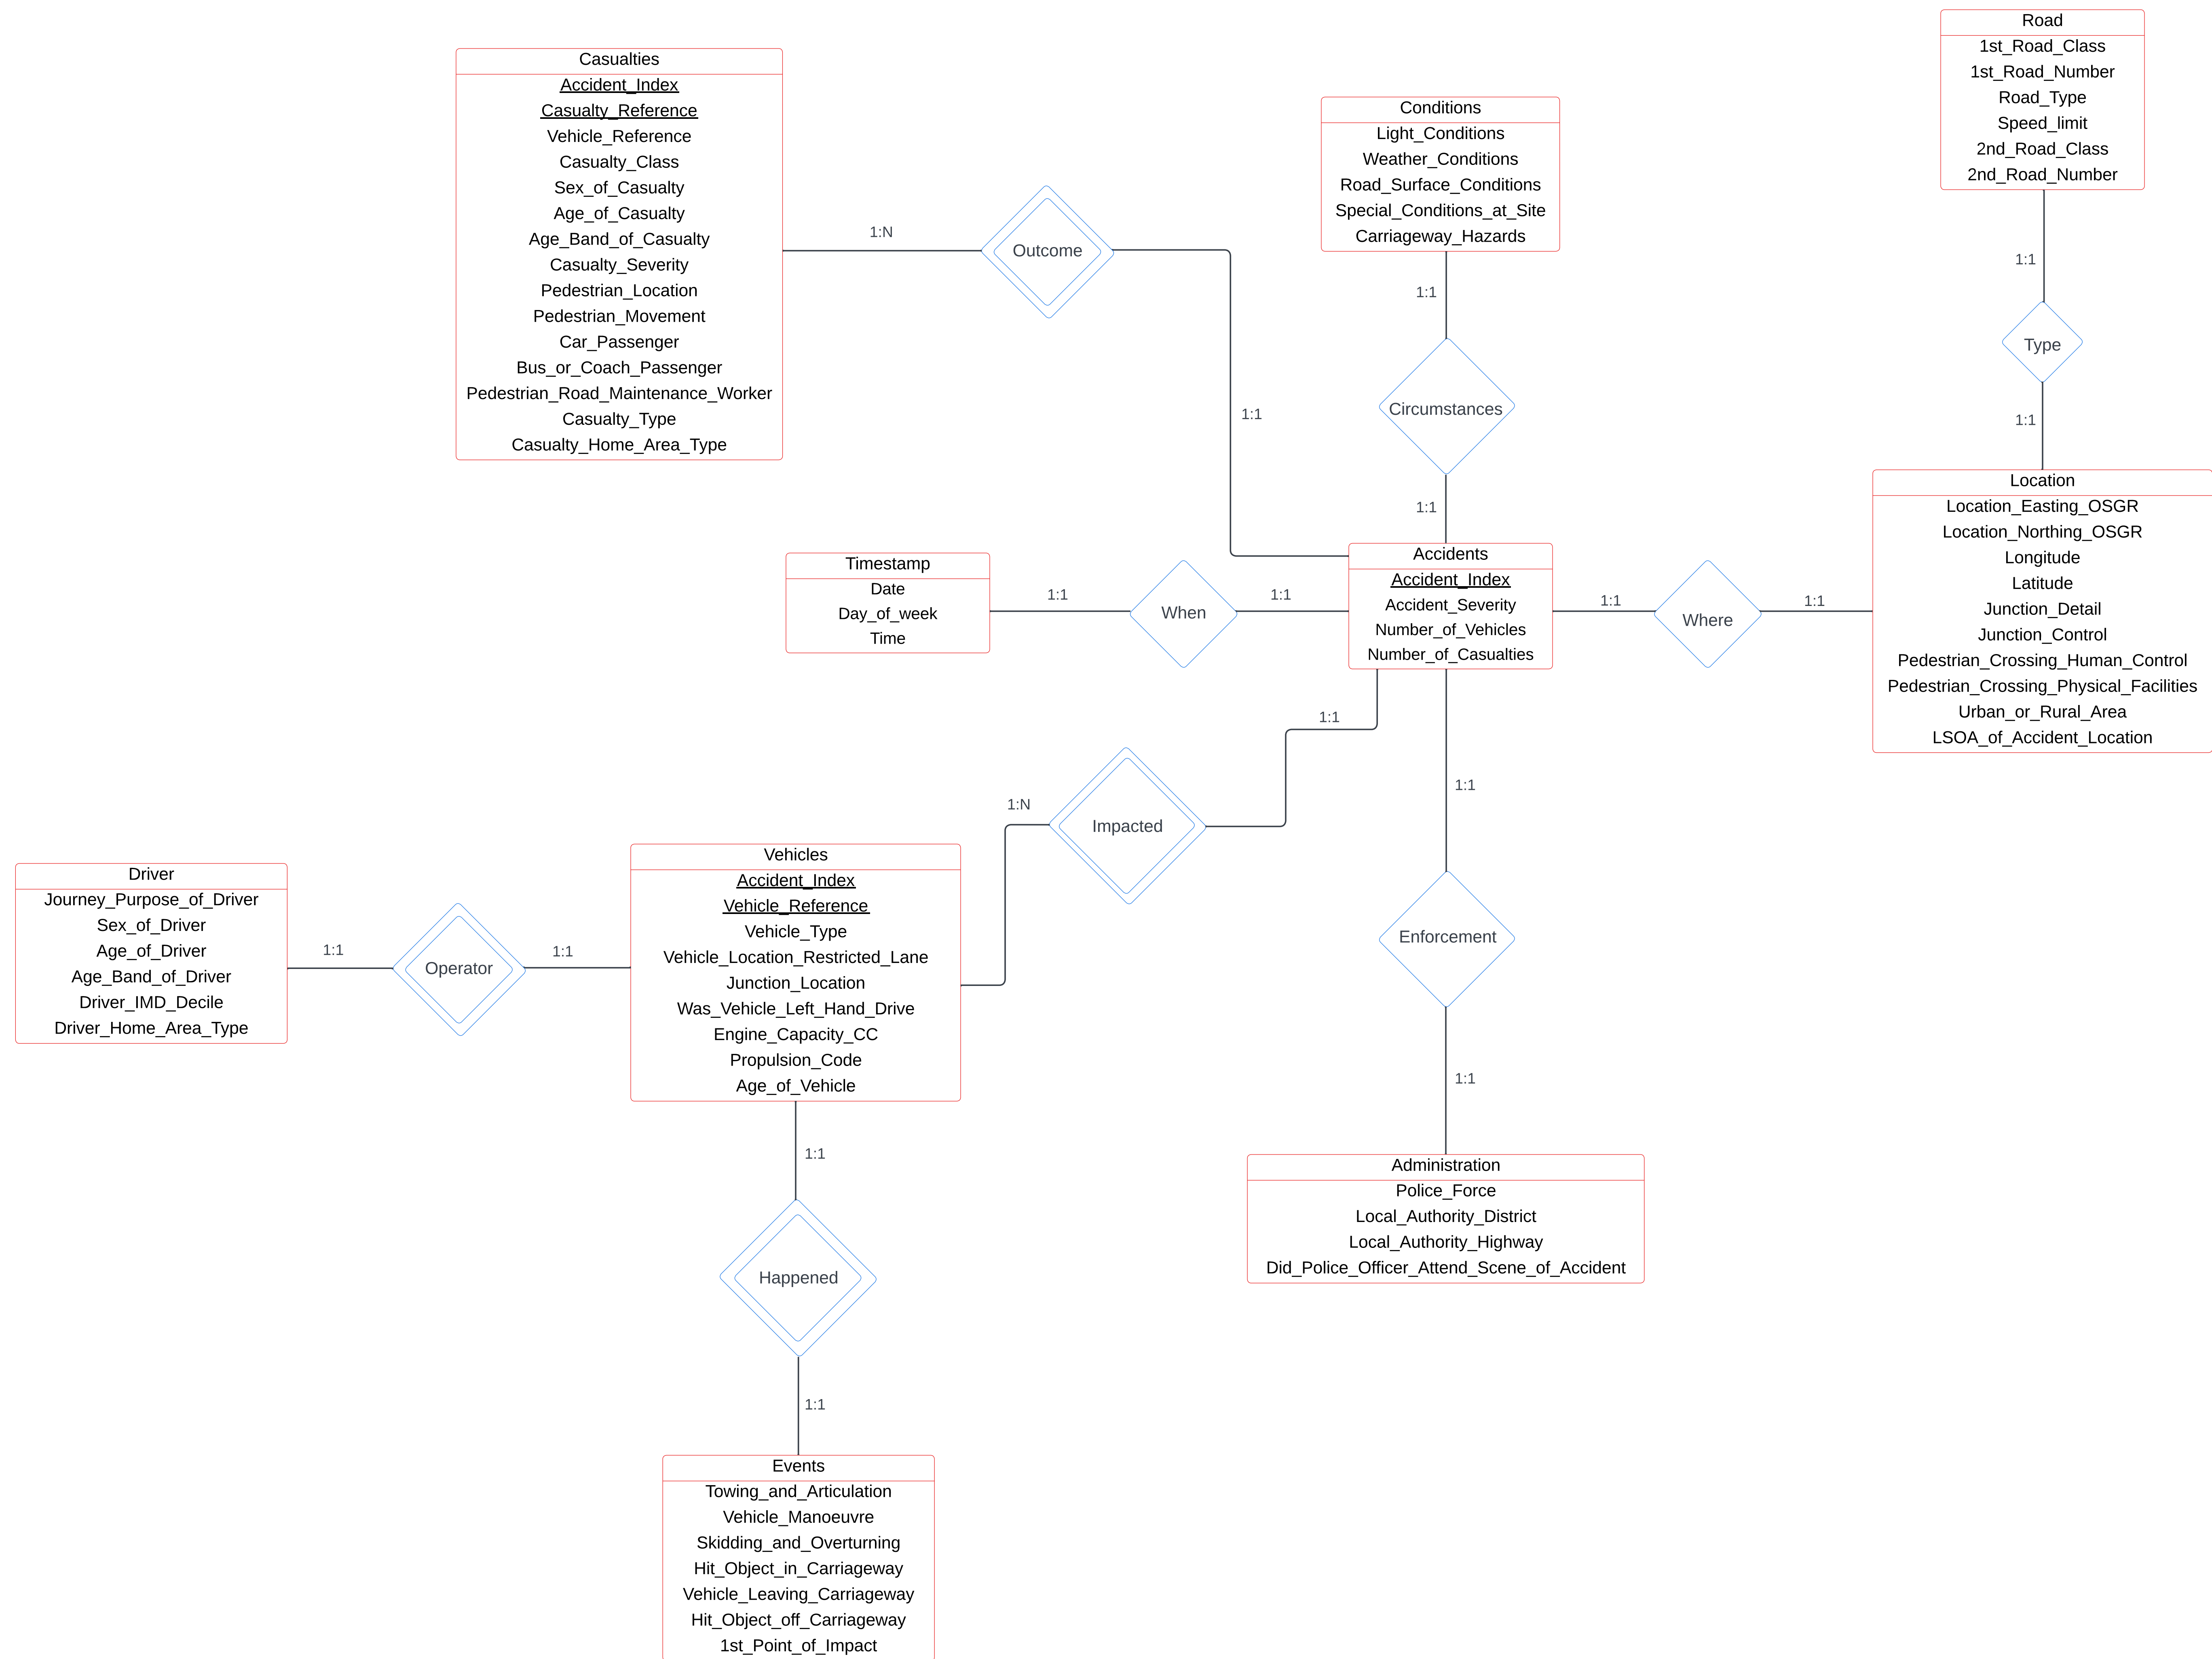 Road
1st_Road_Class
1st_Road_Number
Road_Type
Speed_limit
2nd_Road_Class
2nd_Road_Number
Casualties
Accident_Index
Casualty_Reference
Vehicle_Reference
Casualty_Class
Sex_of_Casualty
Age_of_Casualty
Age_Band_of_Casualty
Casualty_Severity
Pedestrian_Location
Pedestrian_Movement
Car_Passenger
Bus_or_Coach_Passenger
Pedestrian_Road_Maintenance_Worker
Casualty_Type
Casualty_Home_Area_Type
1:N
Outcome
1:1
Conditions
Light_Conditions
Weather_Conditions
Road_Surface_Conditions
Special_Conditions_at_Site
Carriageway_Hazards
1:1
Circumstances
1:1
1:1
Type
1:1
Location
Location_Easting_OSGR
Location_Northing_OSGR
Longitude
Latitude
Junction_Detail
Junction_Control
Pedestrian_Crossing_Human_Control
Pedestrian_Crossing_Physical_Facilities
Urban_or_Rural_Area
LSOA_of_Accident_Location
Timestamp
Date
Day_of_week
Time
1:1
When
1:1
Accidents
Accident_Index
Accident_Severity
Number_of_Vehicles
Number_of_Casualties
1:1
Where
1:1
1:1
Impacted
1:N
1:1
Enforcement
1:1
Driver
Journey_Purpose_of_Driver
Sex_of_Driver
Age_of_Driver
Age_Band_of_Driver
Driver_IMD_Decile
Driver_Home_Area_Type
1:1
Operator
1:1
Vehicles
Accident_Index
Vehicle_Reference
Vehicle_Type
Vehicle_Location_Restricted_Lane
Junction_Location
Was_Vehicle_Left_Hand_Drive
Engine_Capacity_CC
Propulsion_Code
Age_of_Vehicle
Administration
Police_Force
Local_Authority_District
Local_Authority_Highway
Did_Police_Officer_Attend_Scene_of_Accident
1:1
Happened
1:1
Events
Towing_and_Articulation
Vehicle_Manoeuvre
Skidding_and_Overturning
Hit_Object_in_Carriageway
Vehicle_Leaving_Carriageway
Hit_Object_off_Carriageway
1st_Point_of_Impact